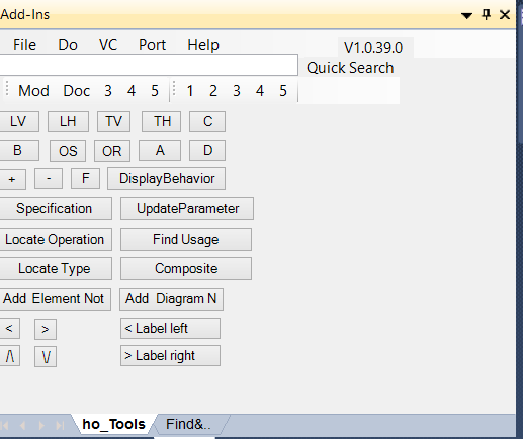 Add-Ins
File Do VC Port Help V1.0.39.0
Quick Search
Mod Doc 3 4 5 1 2 3 4 5
LV LH TV TH C
B OS OR A D
+ - F DisplayBehavior
Specification UpdateParameter
Locate Operation Find Usage
Locate Type Composite
Add Element Not Add Diagram N
< > < Label left
/\ \/ > Label right
ho_Tools Find&..